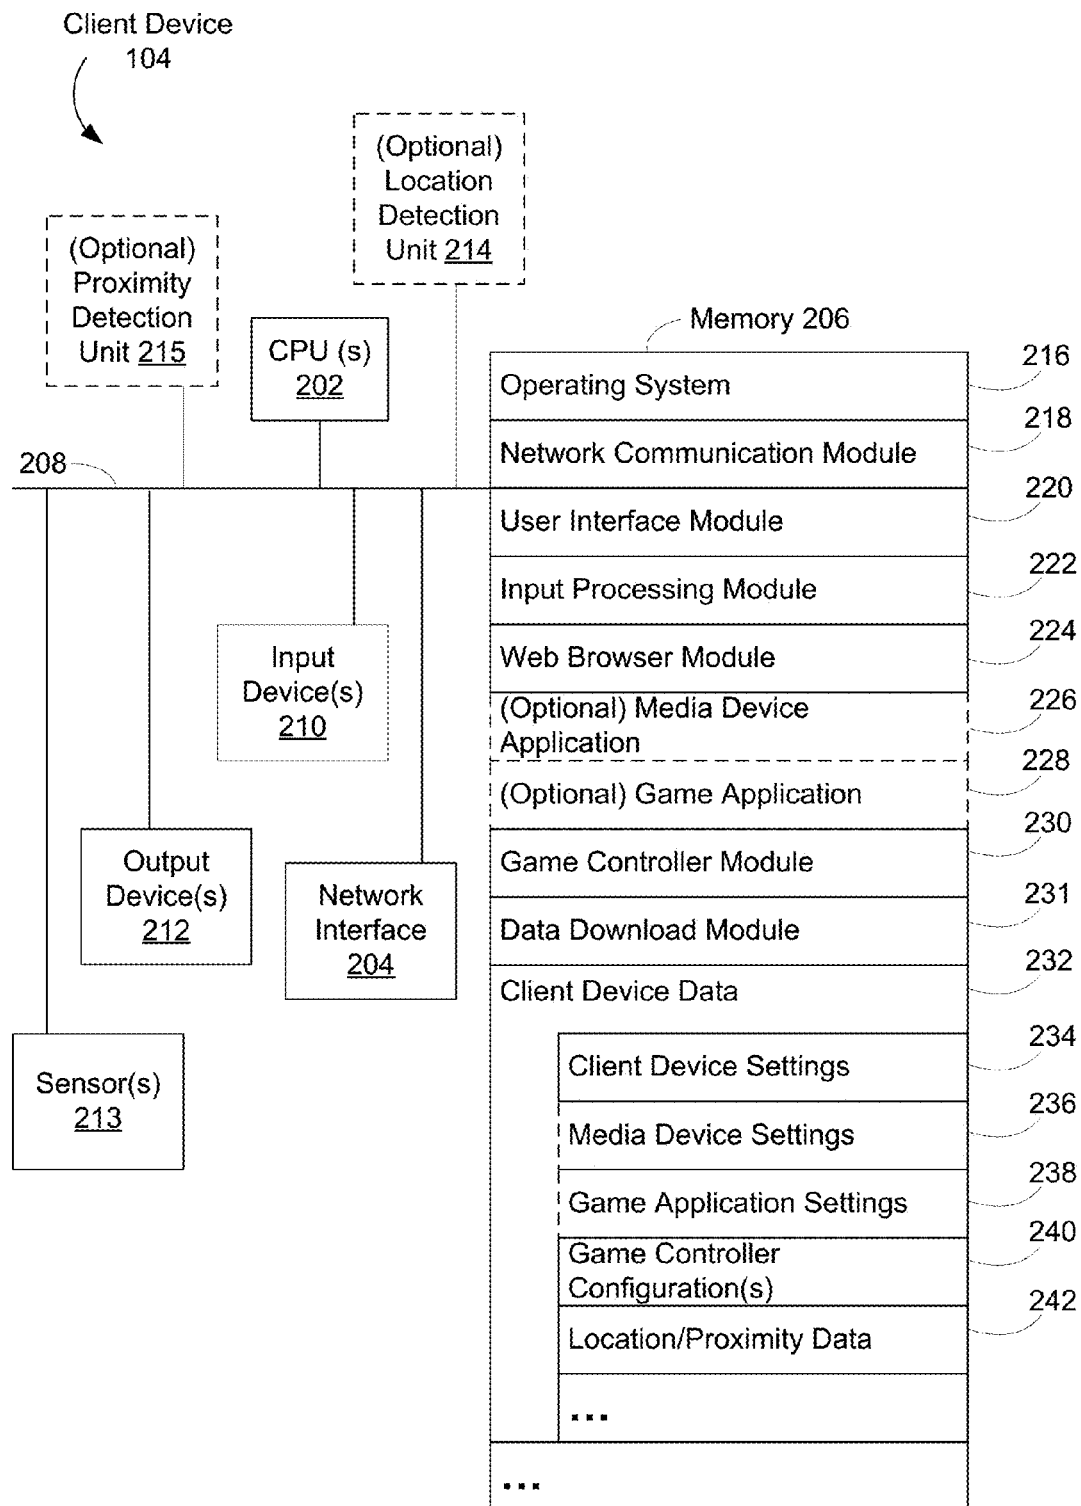 Client Device
104
(Optional)
Location
Detection
Unit 214
(Optional)
Proximity
Detection
Unit 215
CPU (s)
202
208
Input
Device(s)
210
Output
Device(s)
212
Network
Interface
204
Sensor(s)
213
Memory 206
Operating System
216
Network Communication Module
218
User Interface Module
220
Input Processing Module
222
Web Browser Module
224
(Optional) Media Device
Application
226
(Optional) Game Application
228
Game Controller Module
230
Data Download Module
231
Client Device Data
232
Client Device Settings
234
Media Device Settings
236
Game Application Settings
238
Game Controller
Configuration(s)
240
Location/Proximity Data
242
...
...